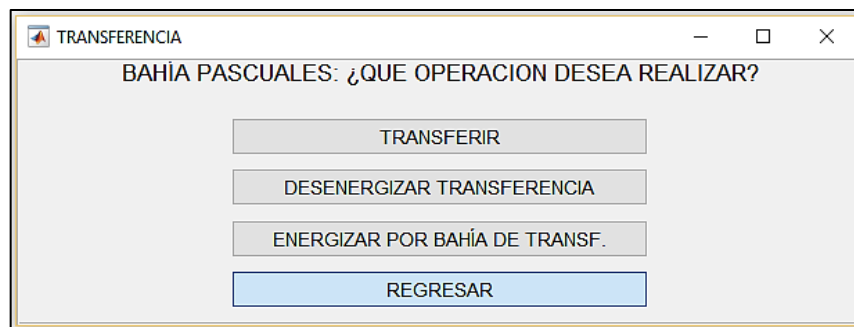 TRANSFERENCIA
BAHÍA PASCUALES: ¿QUE OPERACION DESEA REALIZAR?
TRANSFERIR
DESENERGIZAR TRANSFERENCIA
ENERGIZAR POR BAHÍA DE TRANSF.
REGRESAR